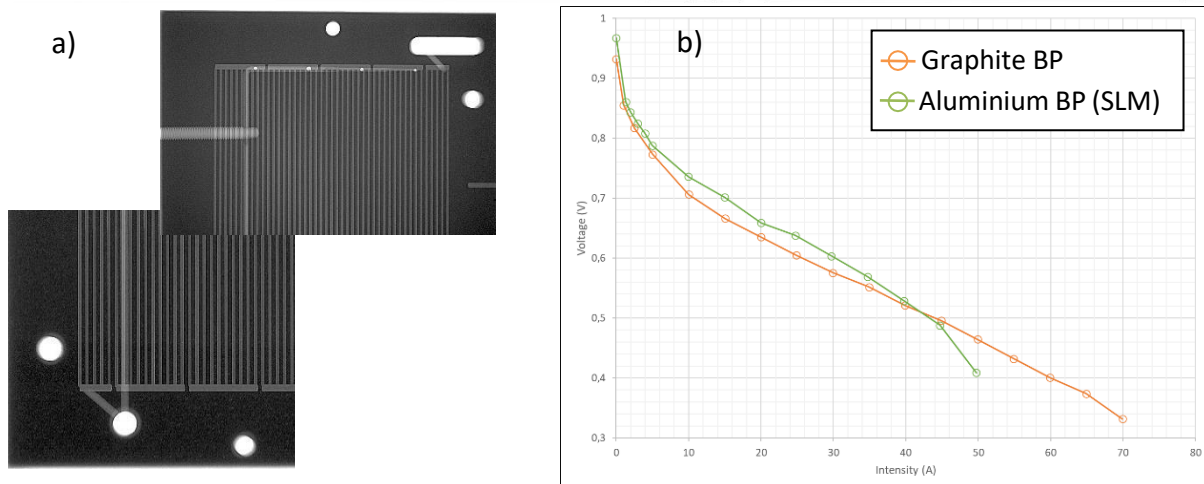 a)
b)
Graphite BP
Aluminium BP (SLM)
1
0,9
0,8
0,7
0,6
0,5
0,4
0,3
Voltage (V)
0
10
20
30
40
50
60
70
80
Intensity (A)